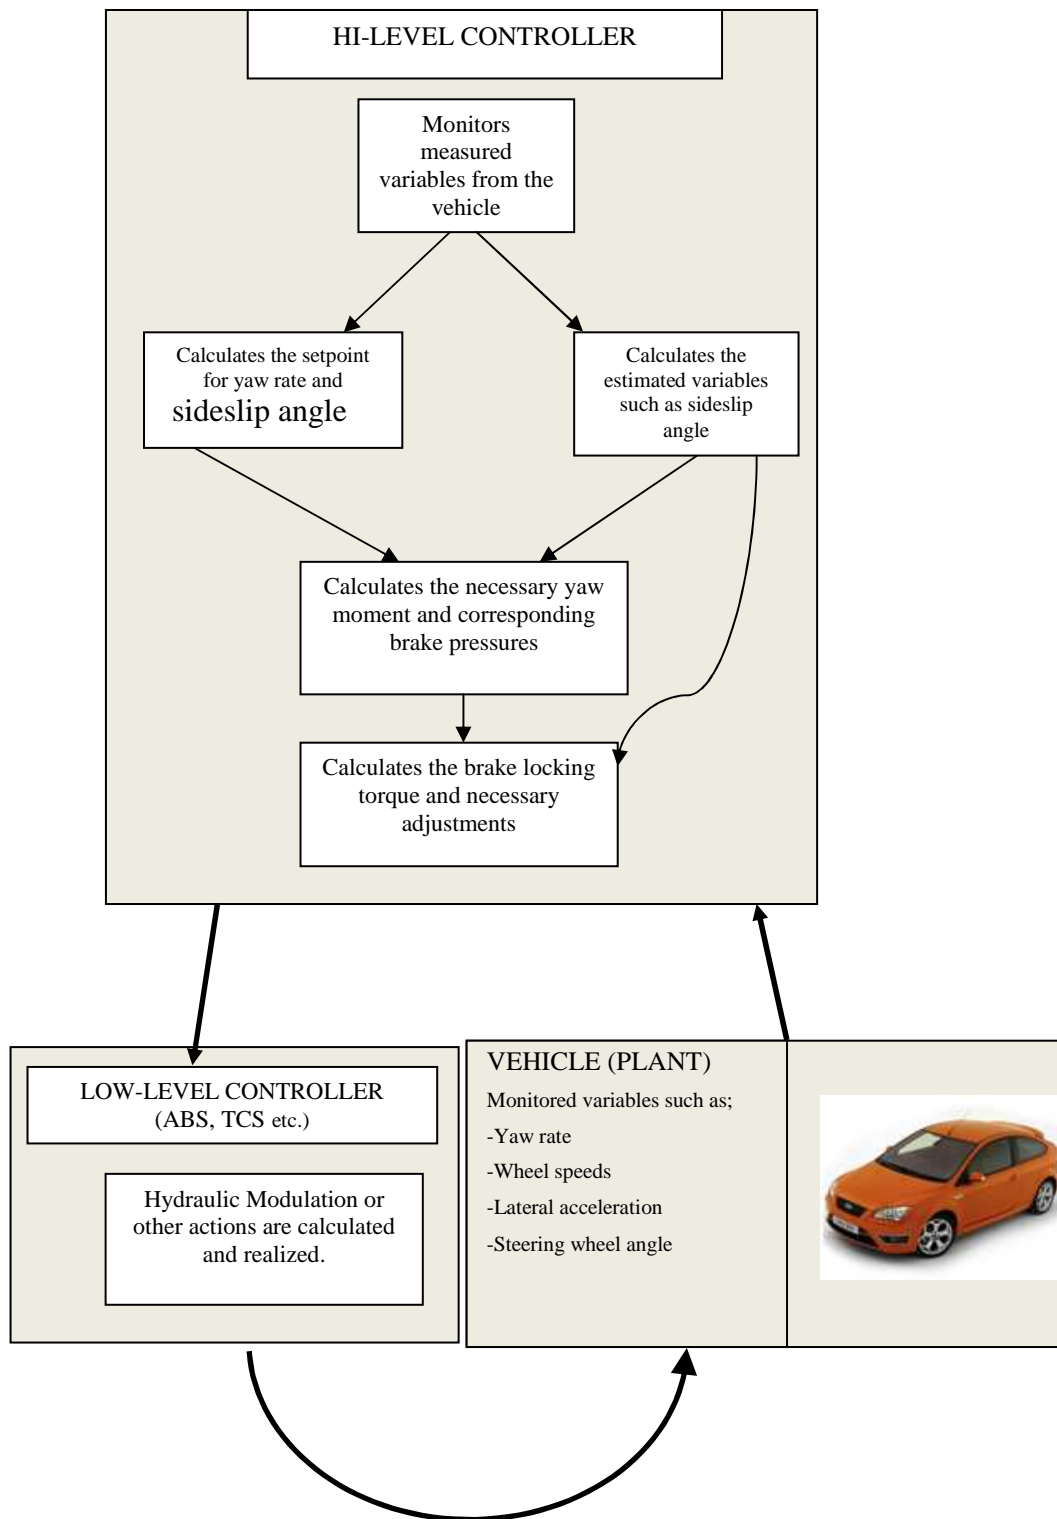 HI-LEVEL CONTROLLER
Monitors
measured
variables from the
vehicle
Calculates the setpoint
for yaw rate and
sideslip angle
Calculates the
estimated variables
such as sideslip
angle
Calculates the necessary yaw
moment and corresponding
brake pressures
Calculates the brake locking
torque and necessary
adjustments
LOW-LEVEL CONTROLLER
(ABS, TCS etc.)
Hydraulic Modulation or
other actions are calculated
and realized.
VEHICLE (PLANT)
Monitored variables such as;
-Yaw rate
-Wheel speeds
-Lateral acceleration
-Steering wheel angle